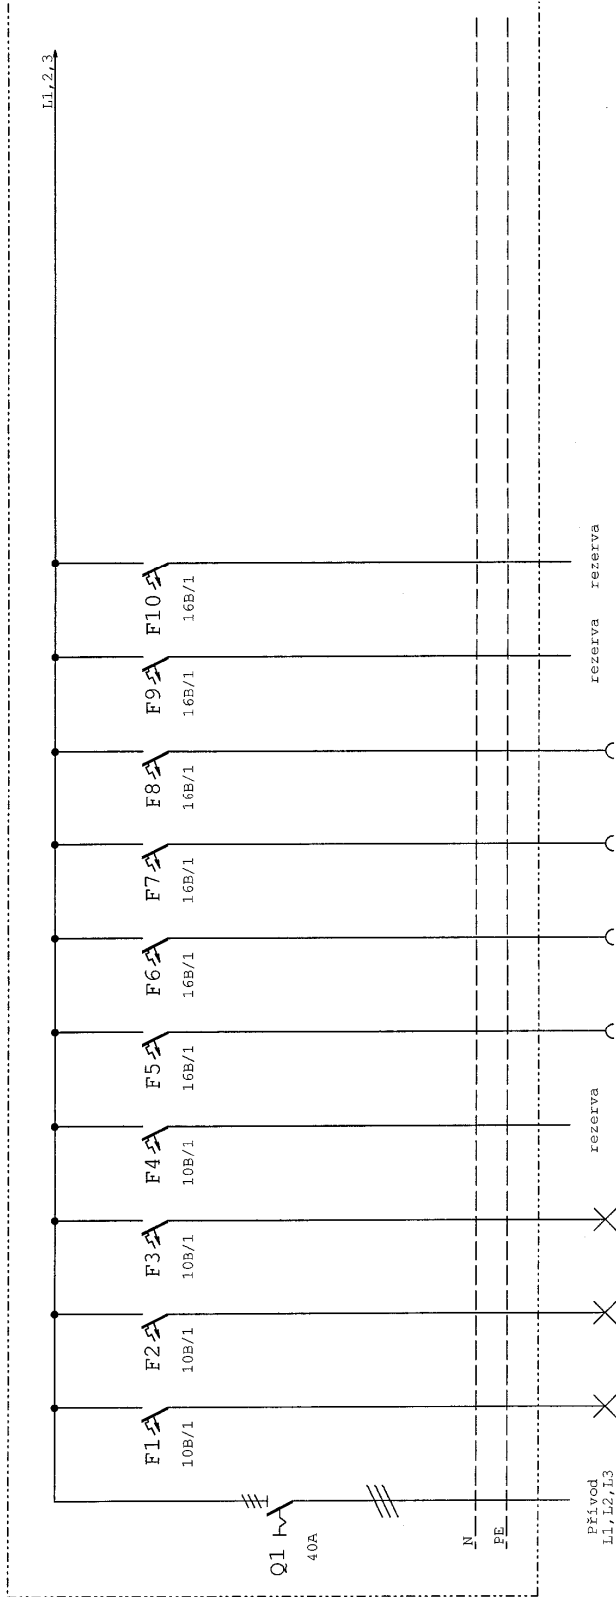 L1,2,3
Q1
40A
F1
10B/1
F2
10B/1
F3
10B/1
F4
10B/1
F5
16B/1
F6
16B/1
F7
16B/1
F8
16B/1
F9
16B/1
F10
16B/1
N
PE
Přívod
L1,L2,L3
rezerva
rezerva
rezerva